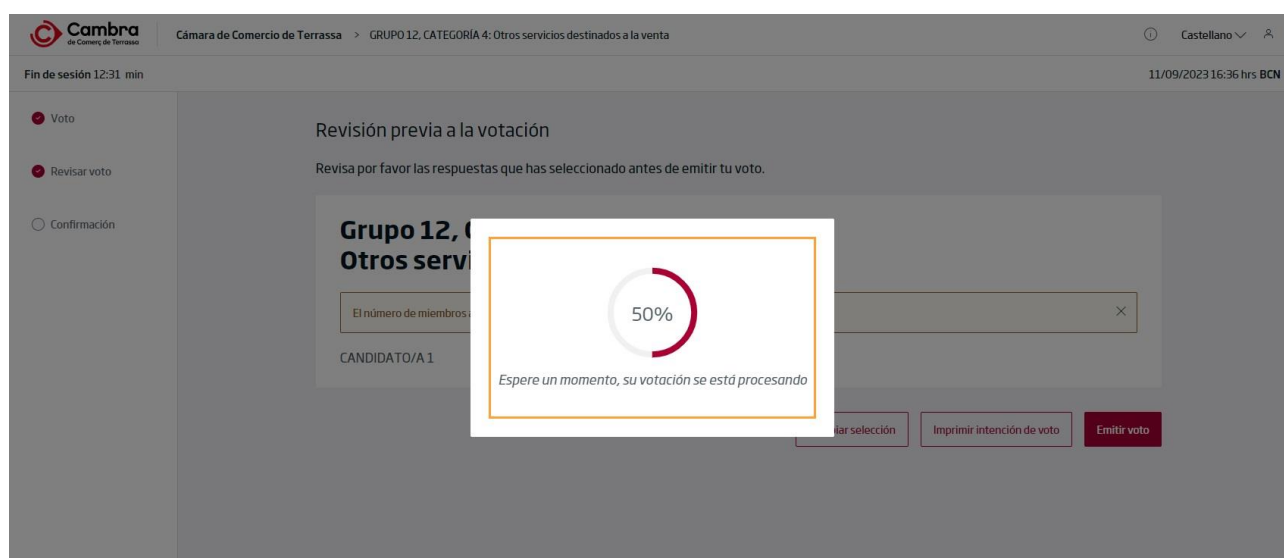 Cambra
de Comerç de Terrassa
Cámara de Comercio de Terrassa > GRUPO 12, CATEGORÍA 4: Otros servicios destinados a la venta
Castellano
Fin de sesión 12:31 min
11/09/2023 16:36 hrs BCN
Voto
Revisar voto
Confirmación
Revisión previa a la votación
Revisa por favor las respuestas que has seleccionado antes de emitir tu voto.
Grupo 12,
Otros servi
El número de miembros
CANDIDATO/A 1
50%
Espere un momento, su votación se está procesando
iar selección
Imprimir intención de voto
Emitir voto